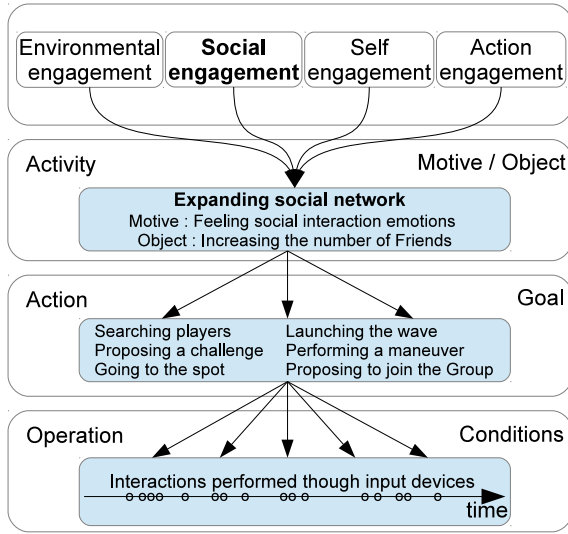 Environmental engagement
Social engagement
Self engagement
Action engagement
Activity
Motive / Object
Expanding social network
Motive : Feeling social interaction emotions
Object : Increasing the number of Friends
Action
Goal
Searching players
Proposing a challenge
Going to the spot
Launching the wave
Performing a maneuver
Proposing to join the Group
Operation
Conditions
Interactions performed though input devices
time